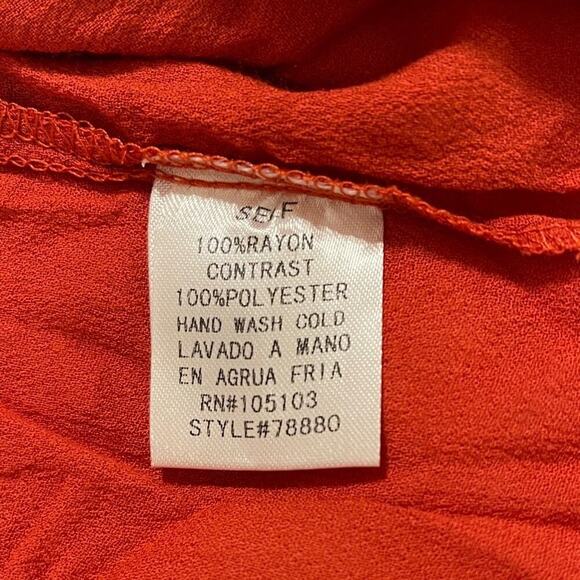 SELF
100%RAYON
CONTRAST
100%POLYESTER
HAND WASH COLD
LAVADO A MANO
EN AGRUA FRIA
RN#105103
STYLE#78880